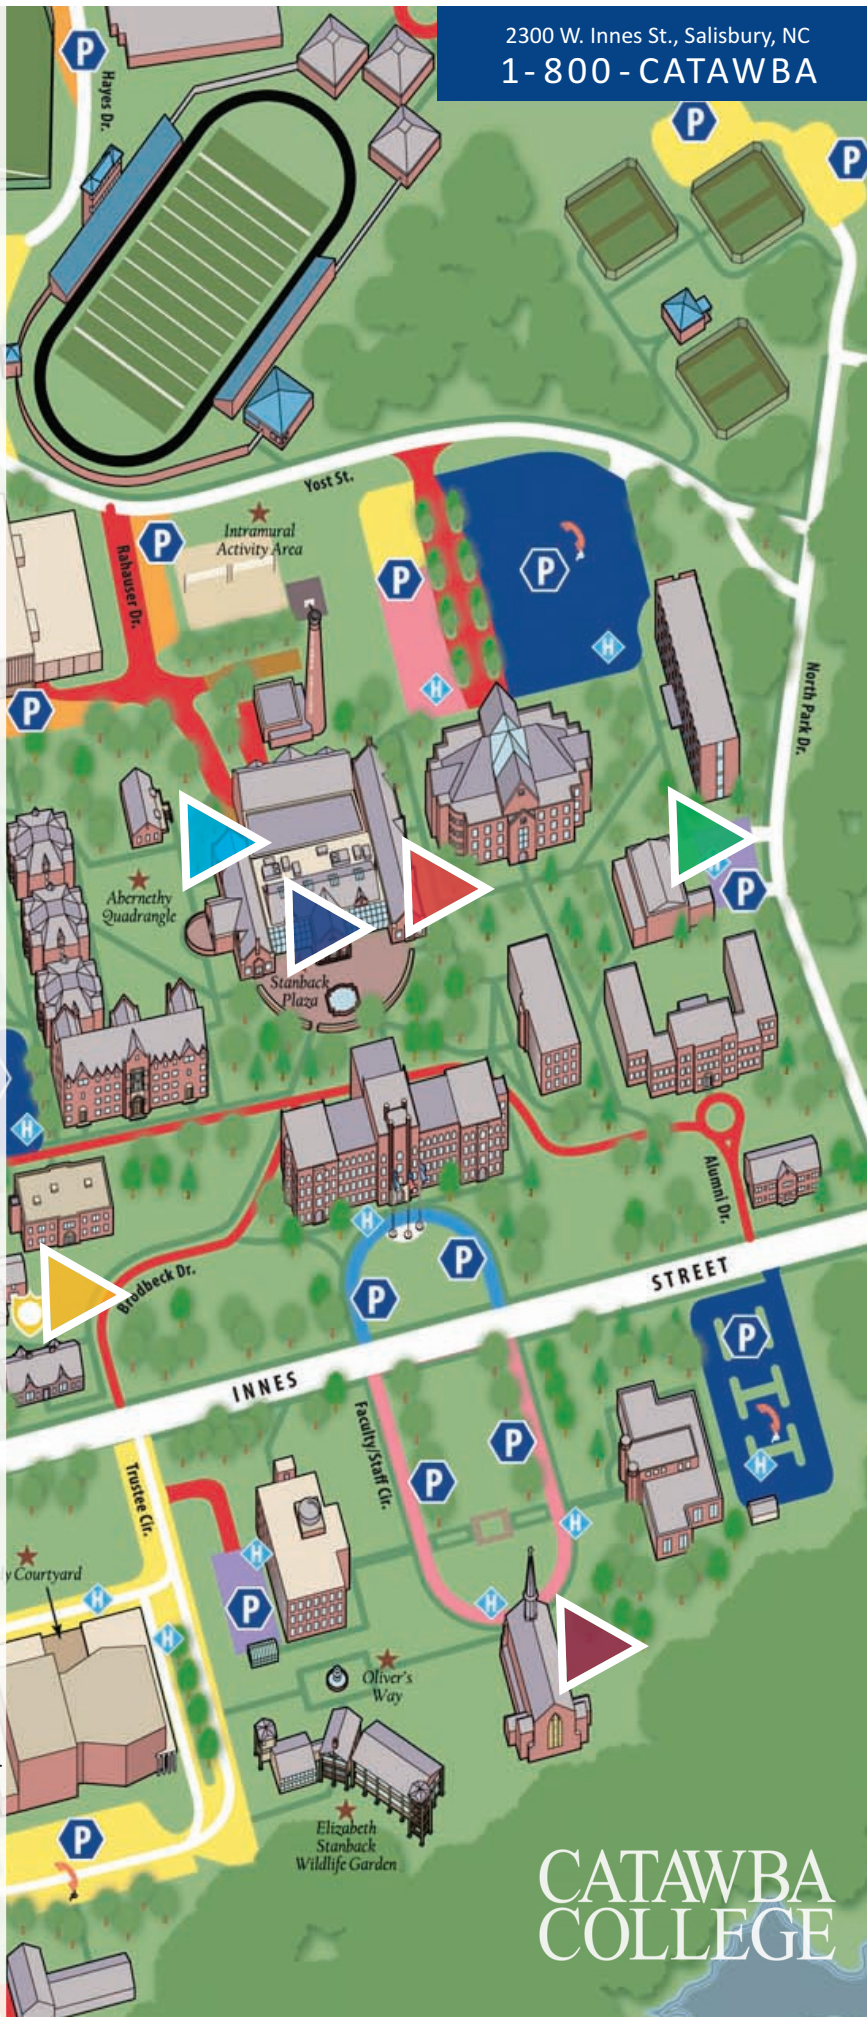 2300 W. Innes St., Salisbury, NC
1-800-CATAWBA
P
P
P
Hayes Dr.
Yost St.
Intramural
Activity Area
P
P
P
Rahauser Dr.
H
H
P
North Park Dr.
H
P
Abernethy
Quadrangle
Stanback
Plaza
H
Alumni Dr.
H
P
P
Brodbeck Dr.
INNES
STREET
P
Faculty/Staff Cir.
P
P
H
Trustee Cir.
H
H
P
y Courtyard
H
H
H
Oliver's
Way
Elizabeth
Stanback
Wildlife Garden
P
CATAWBA
COLLEGE